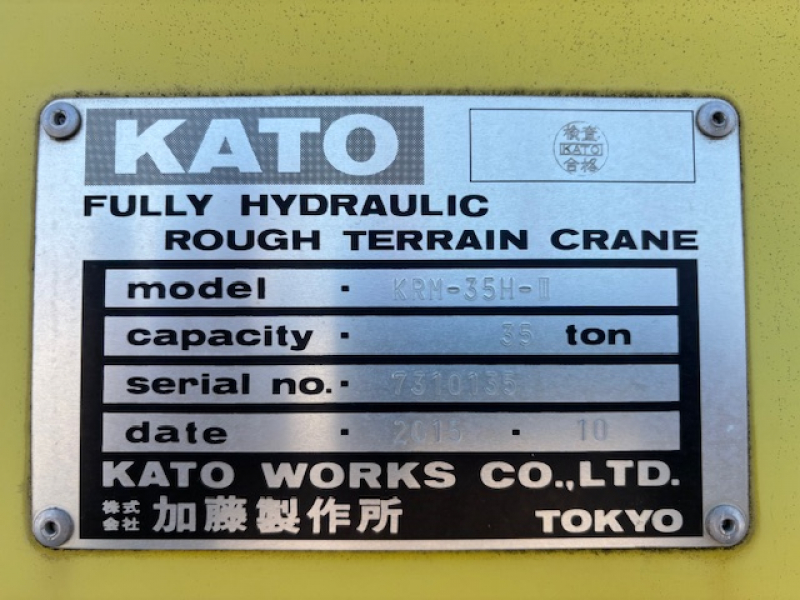 KATO
検査
KATO
合格
FULLY HYDRAULIC
ROUGH TERRAIN CRANE
model · KRM-35H-Ⅲ
capacity · 35 ton
serial no. · 7310135
date · 2015 · 10
KATO WORKS CO.,LTD.
株式会社 加藤製作所 TOKYO